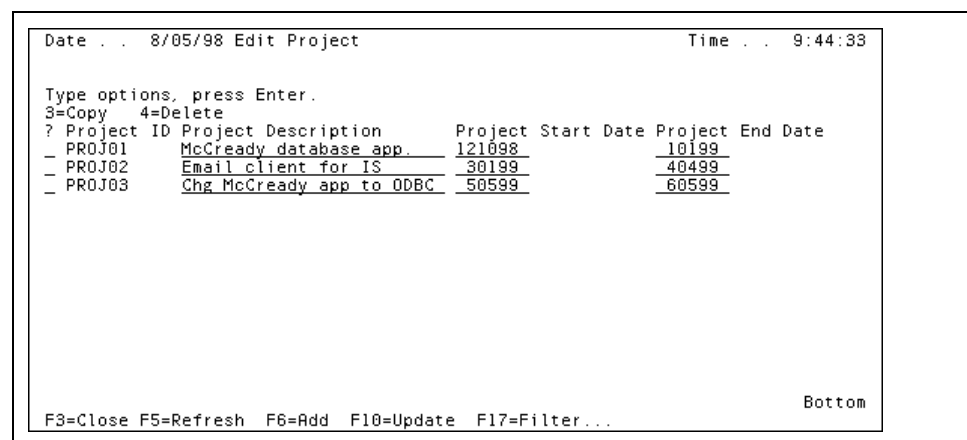 Date . . 8/05/98 Edit Project Time . . 9:44:33
Type options, press Enter.
3=Copy 4=Delete
? Project ID Project Description Project Start Date Project End Date
_ PROJ01 McCready database app. 121098 10199
_ PROJ02 Email client for IS 30199 40499
_ PROJ03 Chg McCready app to ODBC 50599 60599
Bottom
F3=Close F5=Refresh F6=Add F10=Update F17=Filter...